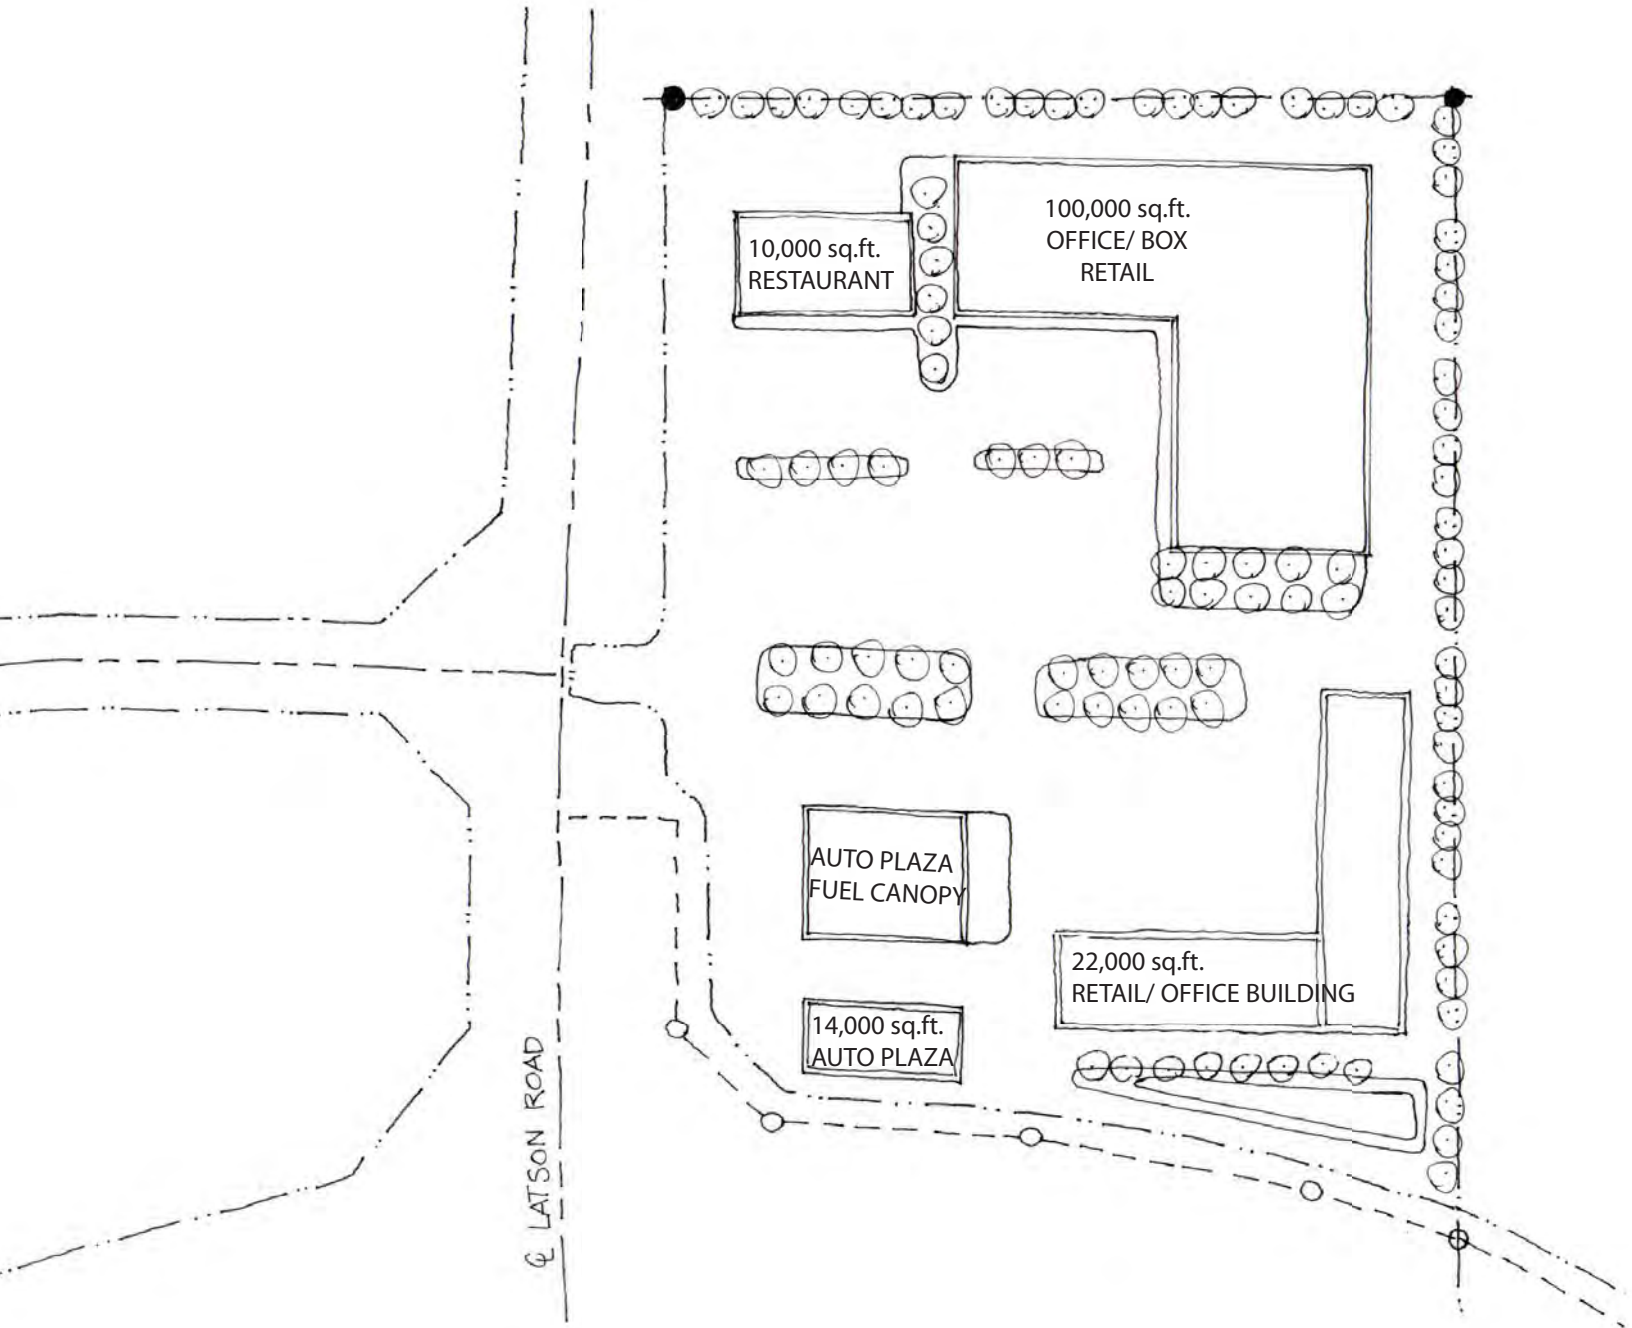 100,000 sq.ft.
OFFICE/ BOX
RETAIL
10,000 sq.ft.
RESTAURANT
AUTO PLAZA
FUEL CANOPY
22,000 sq.ft.
RETAIL/ OFFICE BUILDING
14,000 sq.ft.
AUTO PLAZA
℄ LATSON ROAD